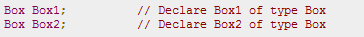 Box Box1;          // Declare Box1 of type Box
Box Box2;          // Declare Box2 of type Box